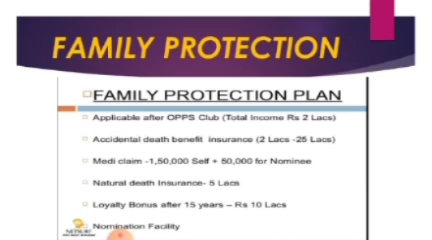 FAMILY PROTECTION
FAMILY PROTECTION PLAN
Applicable after OPPS Club (Total Income Rs 2 Lacs)
Accidental death benefit insurance (2 Lacs -25 Lacs)
Medi claim -1,50,000 Self + 50,000 for Nominee
Natural death Insurance- 5 Lacs
Loyalty Bonus after 15 years – Rs 10 Lacs
Nomination Facility